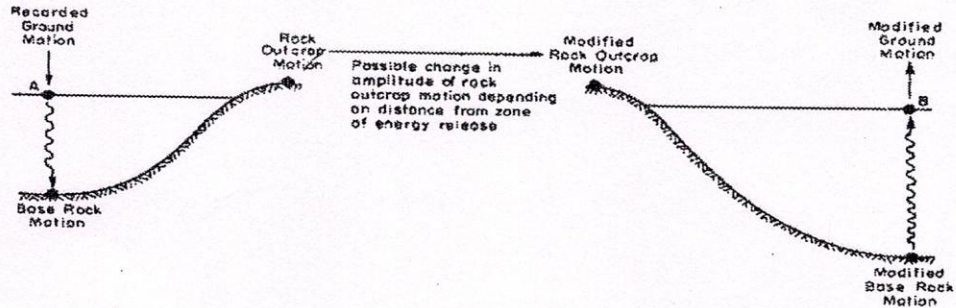 Recorded
Ground
Motion
A
Base Rock
Motion
Rock
Outcrop
Motion
Possible change in
amplitude of rock
outcrop motion depending
on distance from zone
of energy release
Modified
Rock Outcrop
Motion
Modified
Ground
Motion
B
Modified
Base Rock
Motion